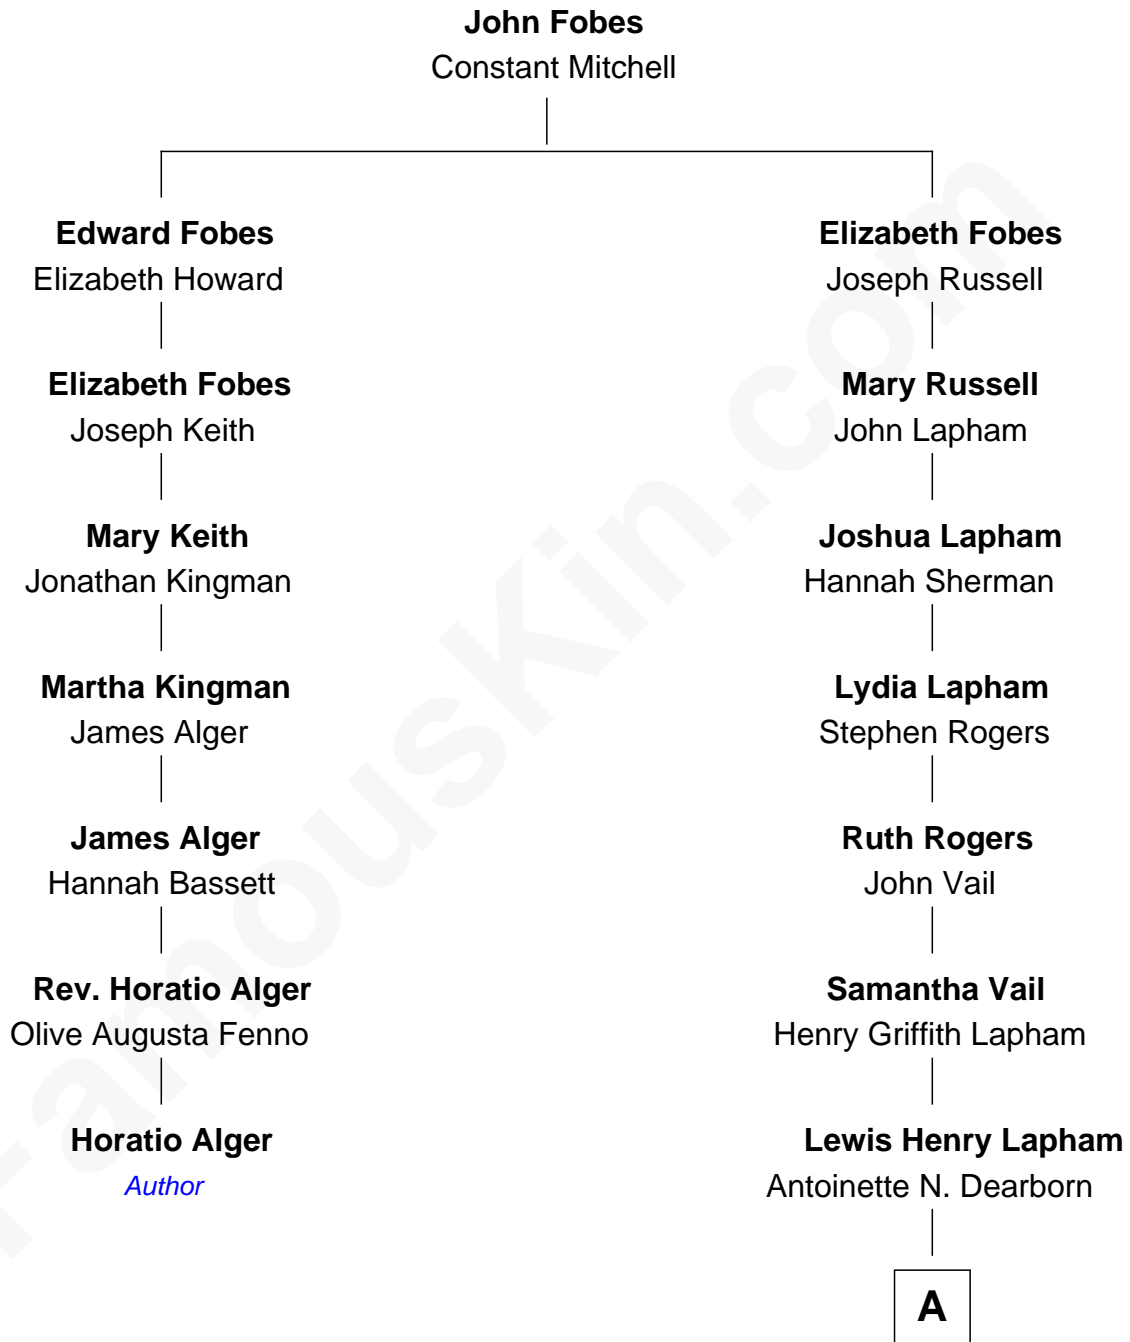 John Fobes
Constant Mitchell
Edward Fobes
Elizabeth Howard
Elizabeth Fobes
Joseph Russell
Elizabeth Fobes
Joseph Keith
Mary Russell
John Lapham
Mary Keith
Jonathan Kingman
Joshua Lapham
Hannah Sherman
Martha Kingman
James Alger
Lydia Lapham
Stephen Rogers
James Alger
Hannah Bassett
Ruth Rogers
John Vail
Rev. Horatio Alger
Olive Augusta Fenno
Samantha Vail
Henry Griffith Lapham
Horatio Alger
Author
Lewis Henry Lapham
Antoinette N. Dearborn
A
FamousKin.com